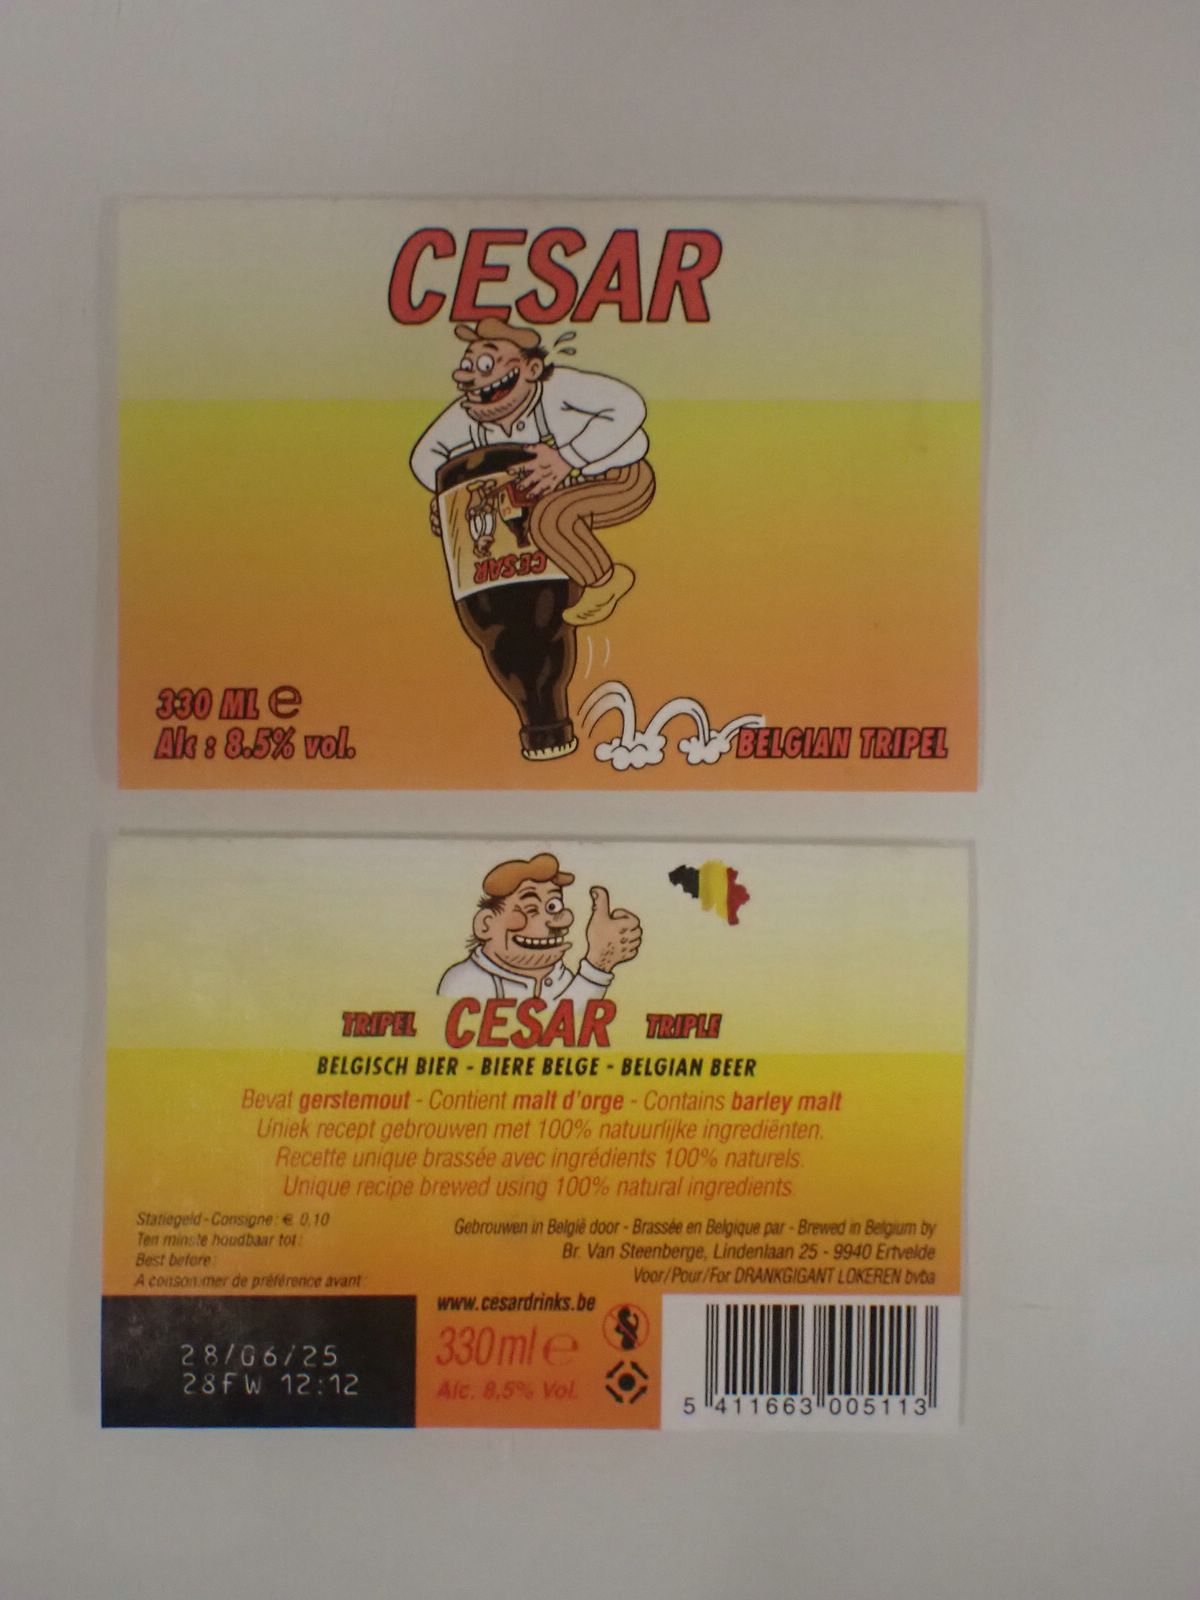 CESAR
CESAR
330 ML e
Alc : 8.5% vol.
BELGIAN TRIPEL
TRIPEL CESAR TRIPLE
BELGISCH BIER - BIERE BELGE - BELGIAN BEER
Bevat gerstemout - Contient malt d'orge - Contains barley malt
Uniek recept gebrouwen met 100% natuurlijke ingrediënten.
Recette unique brassée avec ingrédients 100% naturels.
Unique recipe brewed using 100% natural ingredients.
Statiegeld - Consigne : € 0,10
Ten minste houdbaar tot :
Best before :
A consommer de préférence avant :
Gebrouwen in België door - Brassée en Belgique par - Brewed in Belgium by
Br. Van Steenberge, Lindenlaan 25 - 9940 Ertvelde
Voor/Pour/For DRANKGIGANT LOKEREN bvba
28/06/25
28FW 12:12
www.cesardrinks.be
330 ml e
Alc. 8,5% Vol.
5 411663 005113